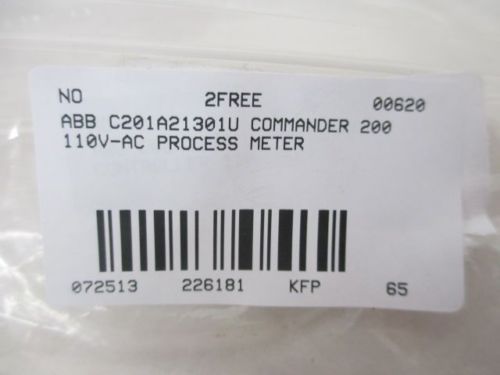 NO 2FREE 00620
ABB C201A21301U COMMANDER 200
110V-AC PROCESS METER
072513 226181 KFP 65